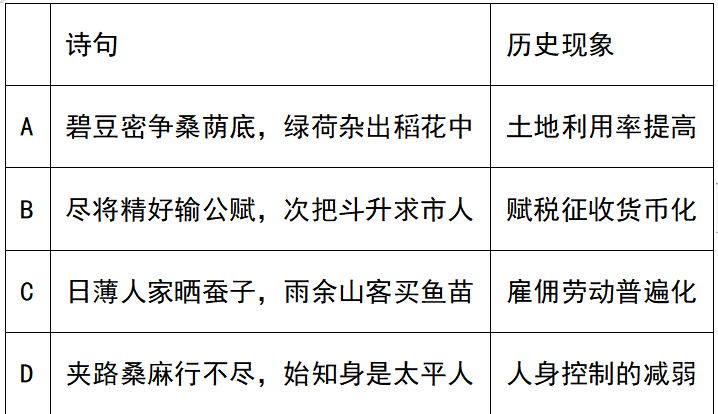 诗句 历史现象
A 碧豆密争桑荫底，绿荷杂出稻花中 土地利用率提高
B 尽将精好输公赋，次把斗升求市人 赋税征收货币化
C 日薄人家晒蚕子，雨余山客买鱼苗 雇佣劳动普遍化
D 夹路桑麻行不尽，始知身是太平人 人身控制的减弱